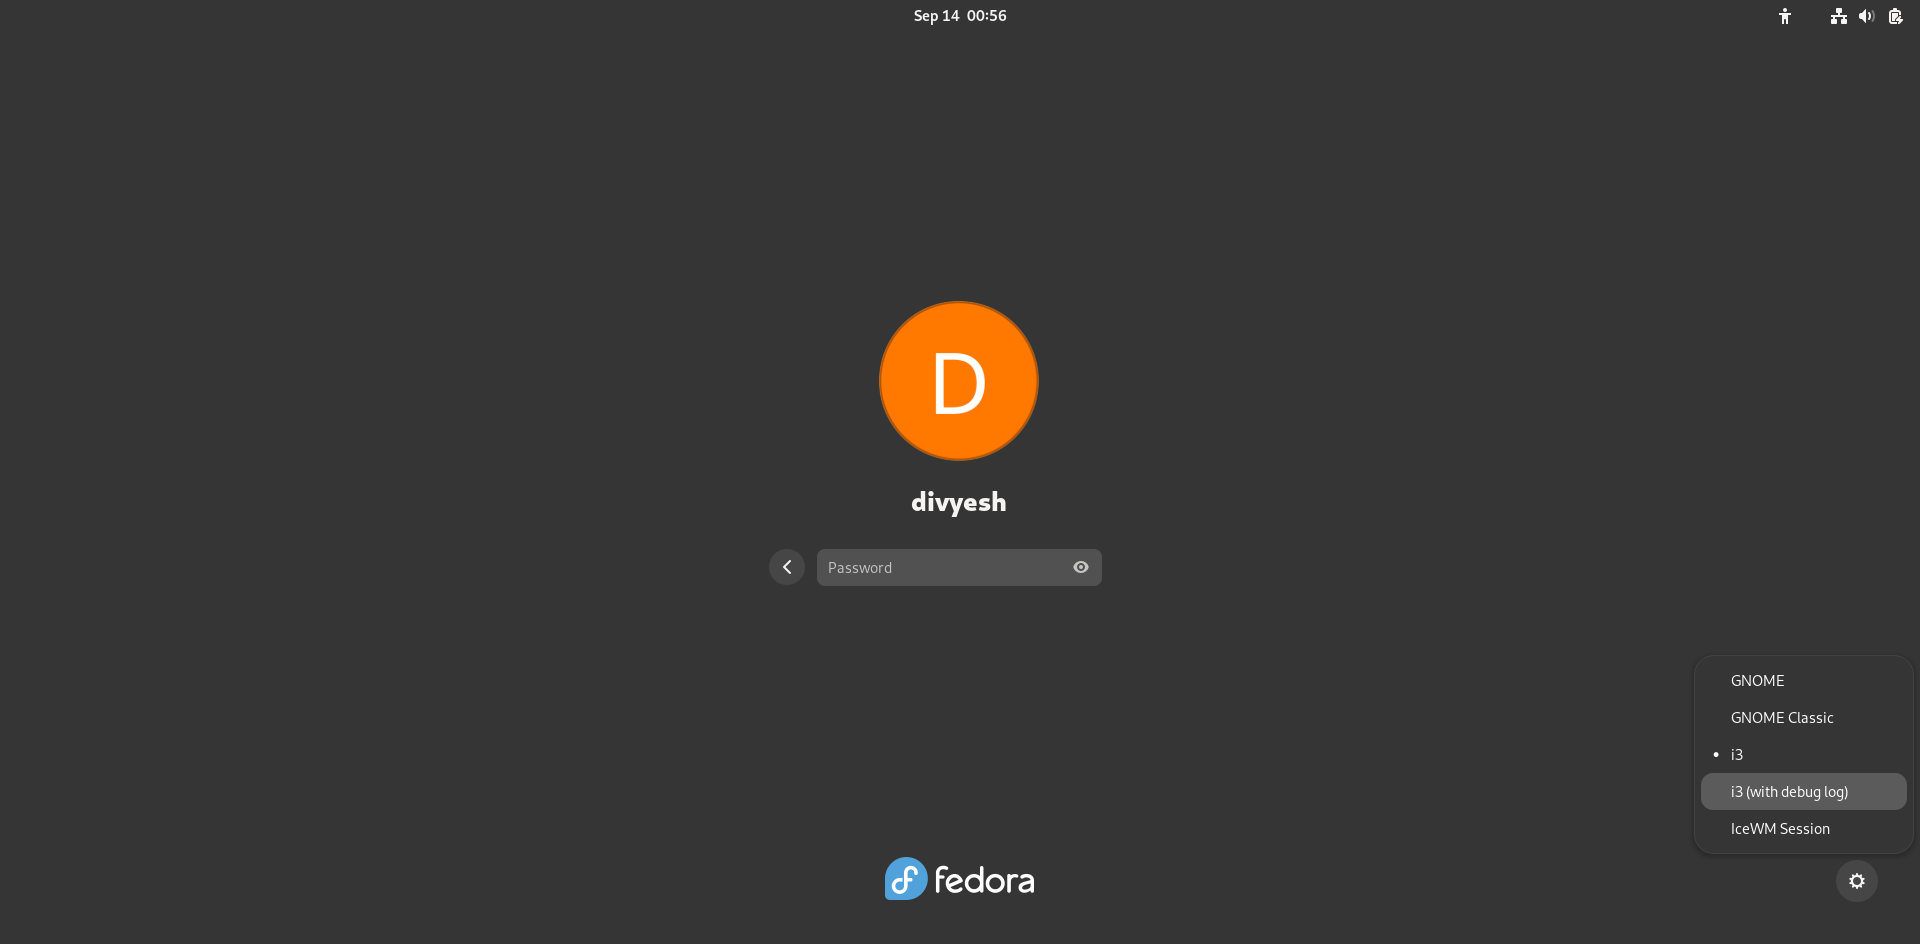 Sep 14 00:56
D
divyesh
Password
GNOME
GNOME Classic
• i3
i3 (with debug log)
IceWM Session
fedora